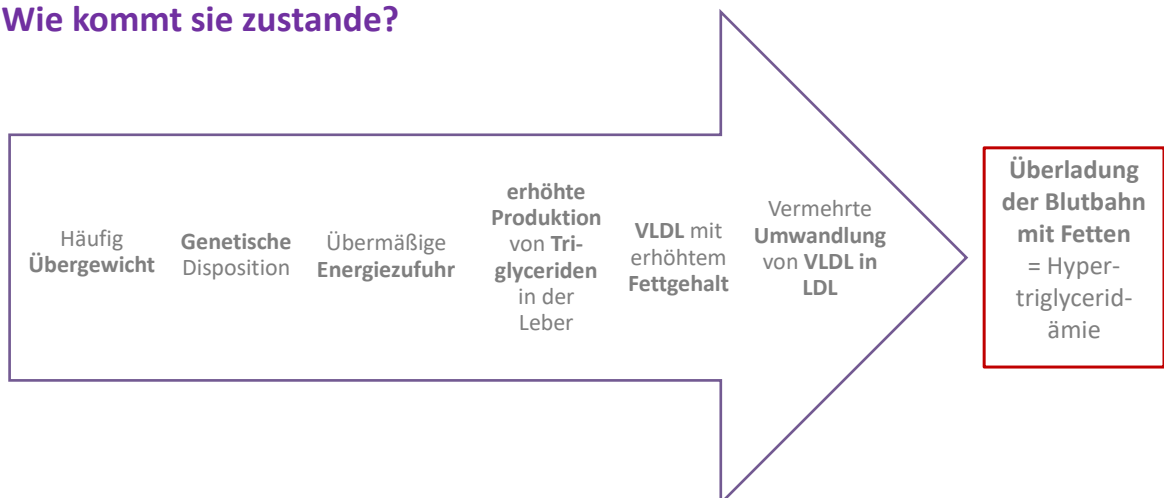 Wie kommt sie zustande?
Häufig
Übergewicht
Genetische
Disposition
Übermäßige
Energiezufuhr
erhöhte
Produktion
von Tri-
glyceriden
in der
Leber
VLDL mit
erhöhtem
Fettgehalt
Vermehrte
Umwandlung
von VLDL in
LDL
Überladung
der Blutbahn
mit Fetten
= Hyper-
triglycerid-
ämie